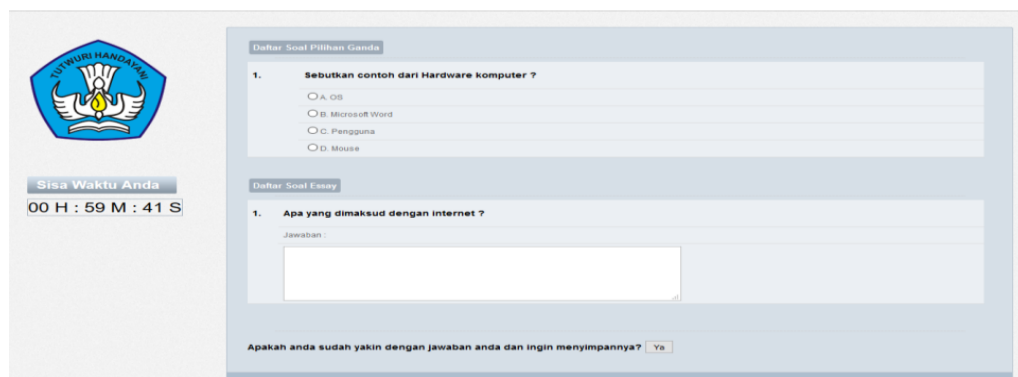 TUTWURI HANDAYANI
Sisa Waktu Anda
00 H : 59 M : 41 S
Daftar Soal Pilihan Ganda
1. Sebutkan contoh dari Hardware komputer ?
A. OS
B. Microsoft Word
C. Pengguna
D. Mouse
Daftar Soal Essay
1. Apa yang dimaksud dengan internet ?
Jawaban :
Apakah anda sudah yakin dengan jawaban anda dan ingin menyimpannya? Ya